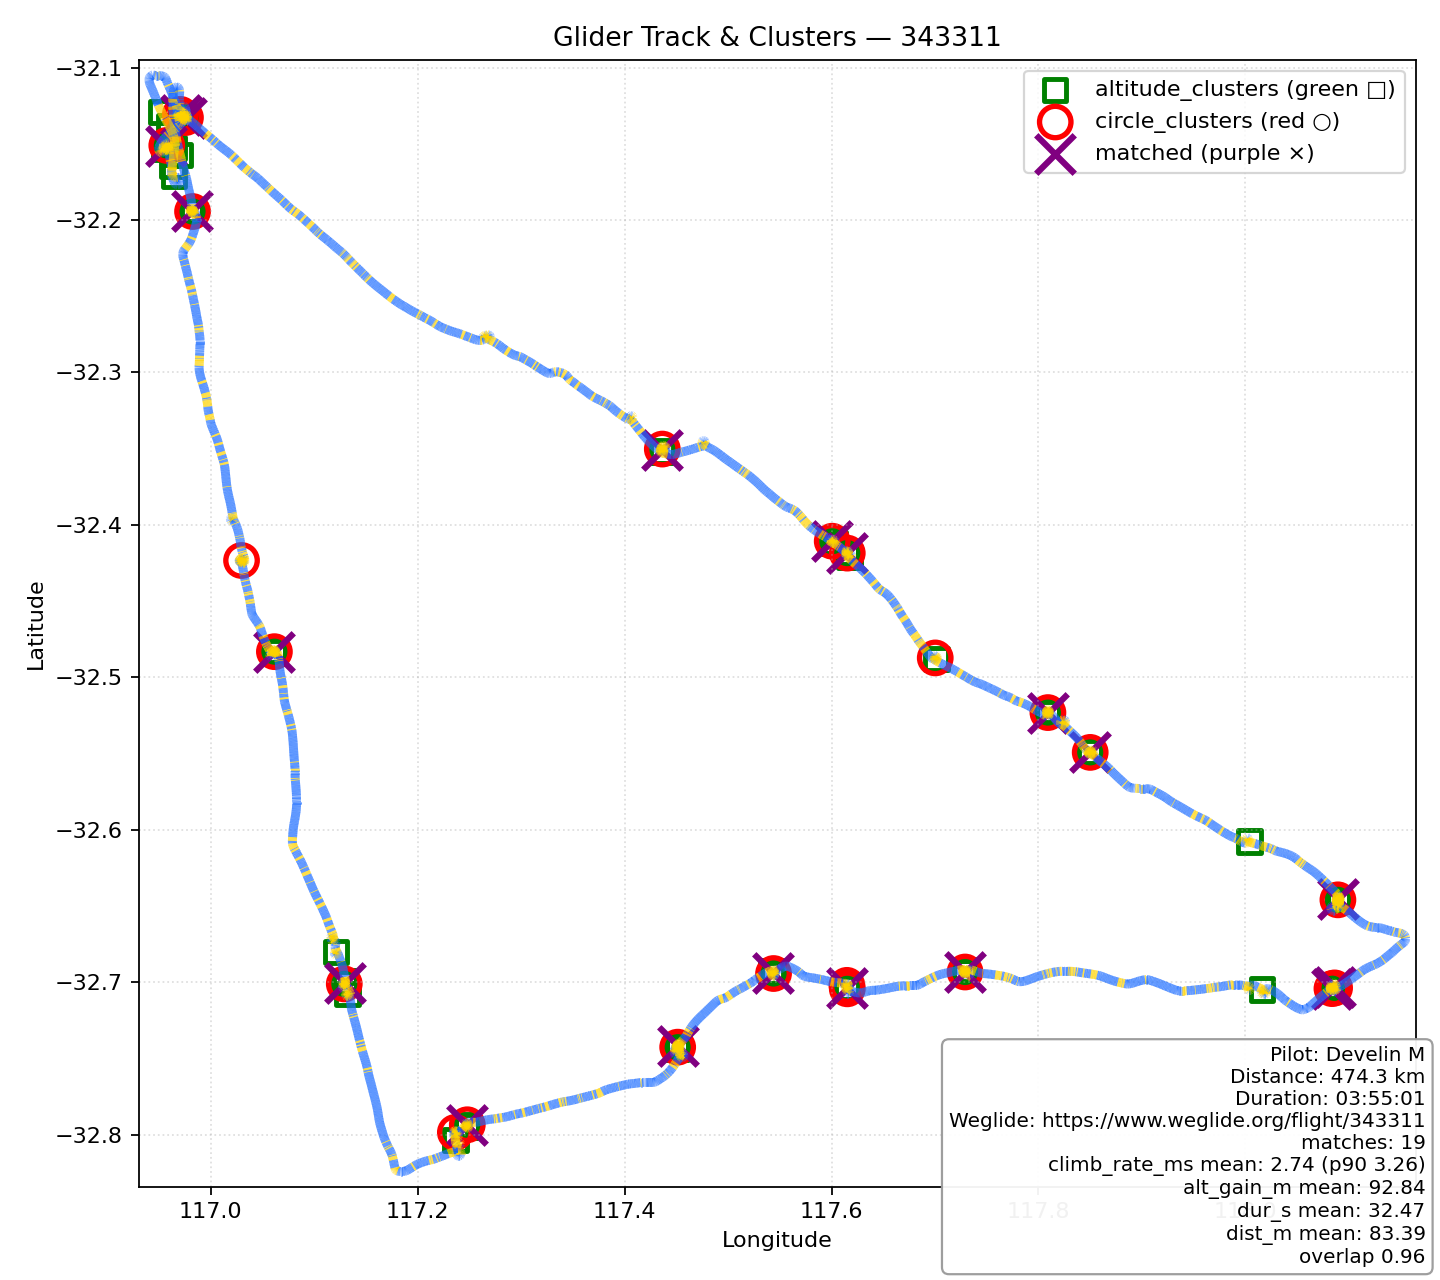 Glider Track & Clusters — 343311
altitude_clusters (green □)
circle_clusters (red ○)
matched (purple ×)
Latitude
−32.1
−32.2
−32.3
−32.4
−32.5
−32.6
−32.7
−32.8
117.0
117.2
117.4
117.6
117.8
Longitude
Pilot: Develin M
Distance: 474.3 km
Duration: 03:55:01
Weglide: https://www.weglide.org/flight/343311
matches: 19
climb_rate_ms mean: 2.74 (p90 3.26)
alt_gain_m mean: 92.84
dur_s mean: 32.47
dist_m mean: 83.39
overlap 0.96